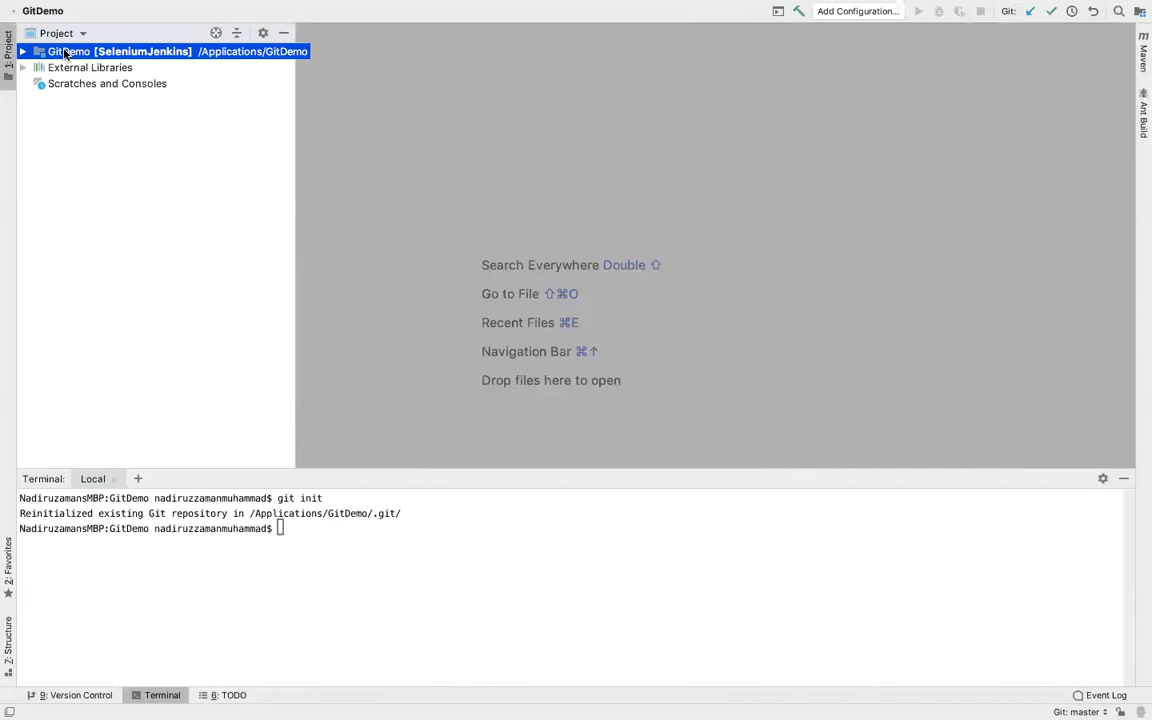 GitDemo
Add Configuration...
Git:
Project
1: Project
GitDemo [SeleniumJenkins] /Applications/GitDemo
External Libraries
Scratches and Consoles
Maven
Ant Build
Search Everywhere Double ⇧
Go to File ⇧⌘O
Recent Files ⌘E
Navigation Bar ⌘↑
Drop files here to open
Terminal: Local
NadiruzamansMBP:GitDemo nadiruzzamanmuhammad$ git init
Reinitialized existing Git repository in /Applications/GitDemo/.git/
NadiruzamansMBP:GitDemo nadiruzzamanmuhammad$
2: Favorites
7: Structure
9: Version Control
Terminal
6: TODO
Event Log
Git: master